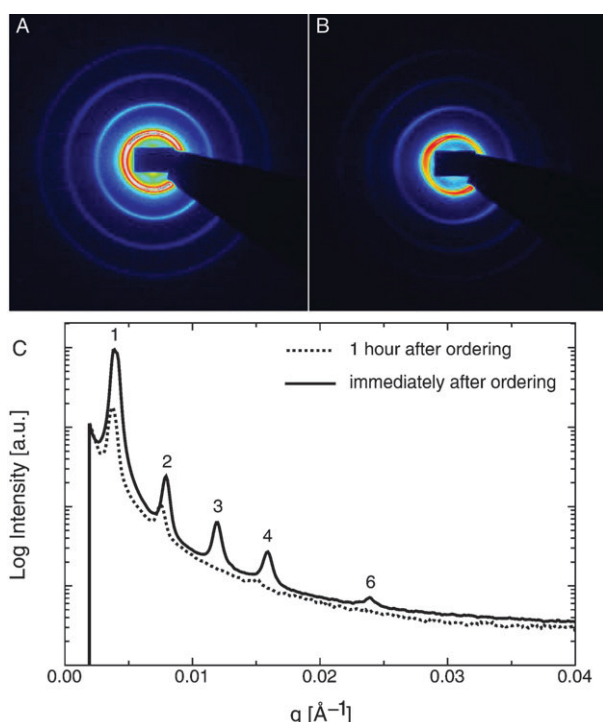 A
B
C
1
1 hour after ordering
immediately after ordering
2
3
4
6
Log Intensity [a.u.]
0.00
0.01
0.02
0.03
0.04
q [Å⁻¹]